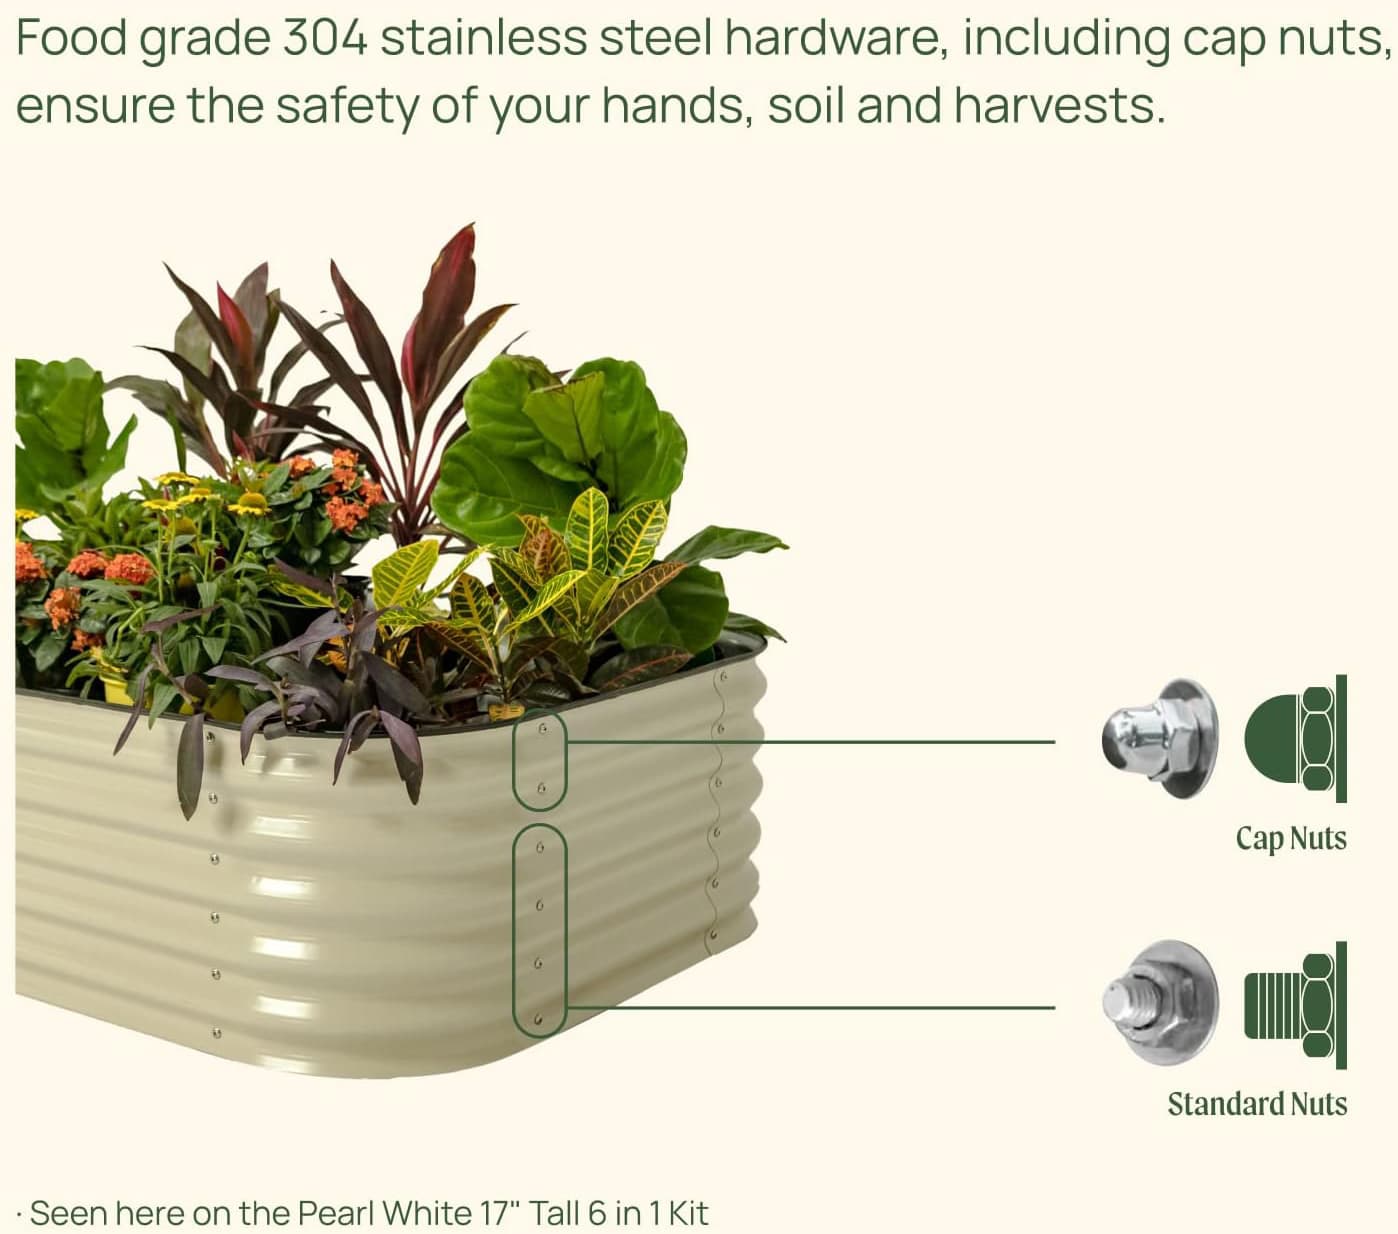 Food grade 304 stainless steel hardware, including cap nuts,
ensure the safety of your hands, soil and harvests.
Cap Nuts
Standard Nuts
· Seen here on the Pearl White 17" Tall 6 in 1 Kit